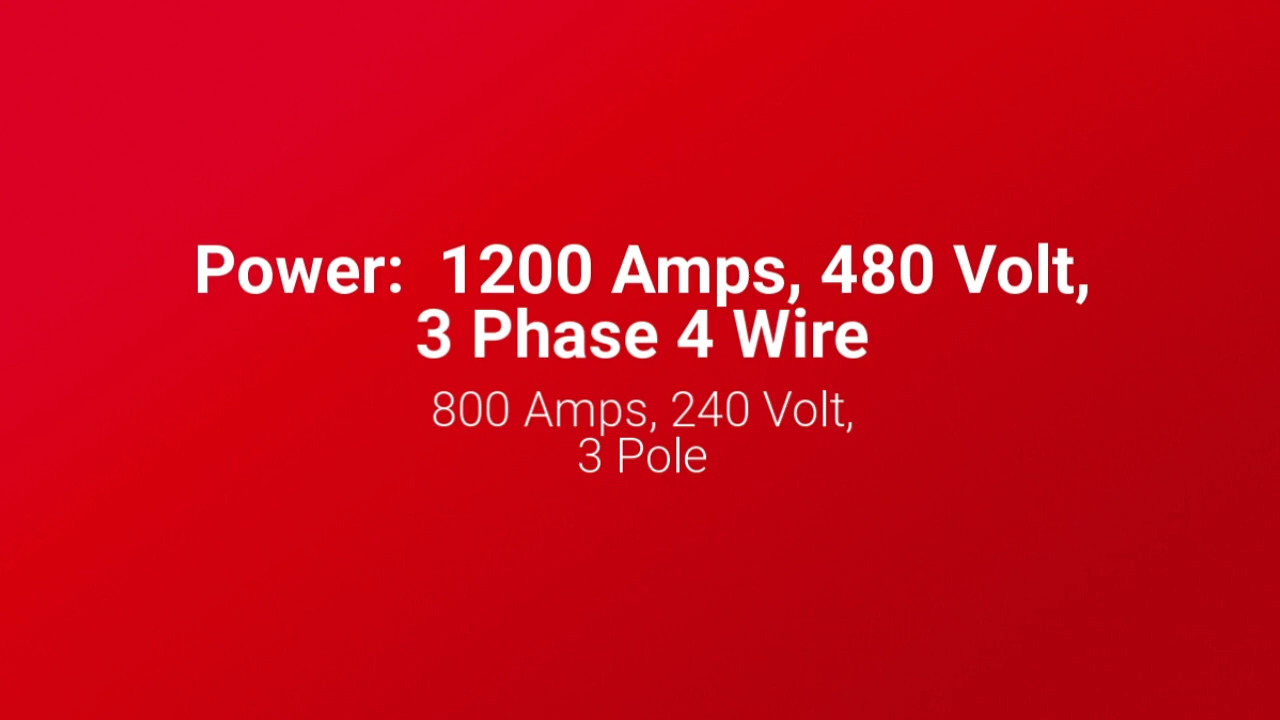 Power:  1200 Amps, 480 Volt,
3 Phase 4 Wire
800 Amps, 240 Volt,
3 Pole